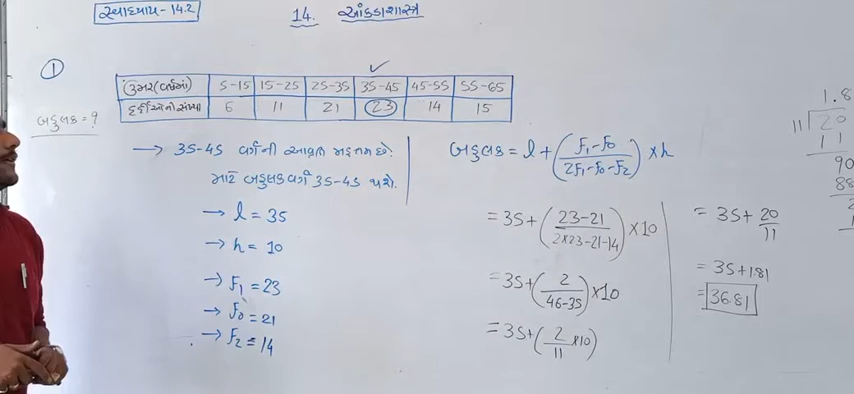 સ્વાધ્યાય-14.2
14. આંકડાશાસ્ત્ર
①
ઉંમર(વર્ષમાં) 5-15 15-25 25-35 35-45 45-55 55-65
દર્દીઓની સંખ્યા 6 11 21 23 14 15
બહુલક = ?
→ 35-45 વર્ગની આવૃત્તિ મહત્તમ છે.
માટે બહુલક વર્ગ 35-45 થશે.
→ l = 35
→ h = 10
→ f₁ = 23
→ f₀ = 21
→ f₂ = 14
બહુલક = l + (f₁-f₀ / 2f₁-f₀-f₂) × h
= 35 + (23-21 / 2×23-21-14) × 10
= 35 + (2 / 46-35) × 10
= 35 + (2 / 11 × 10)
= 35 + 20 / 11
= 35 + 1.81
= 36.81
1.8
11 20
11
90
88
2